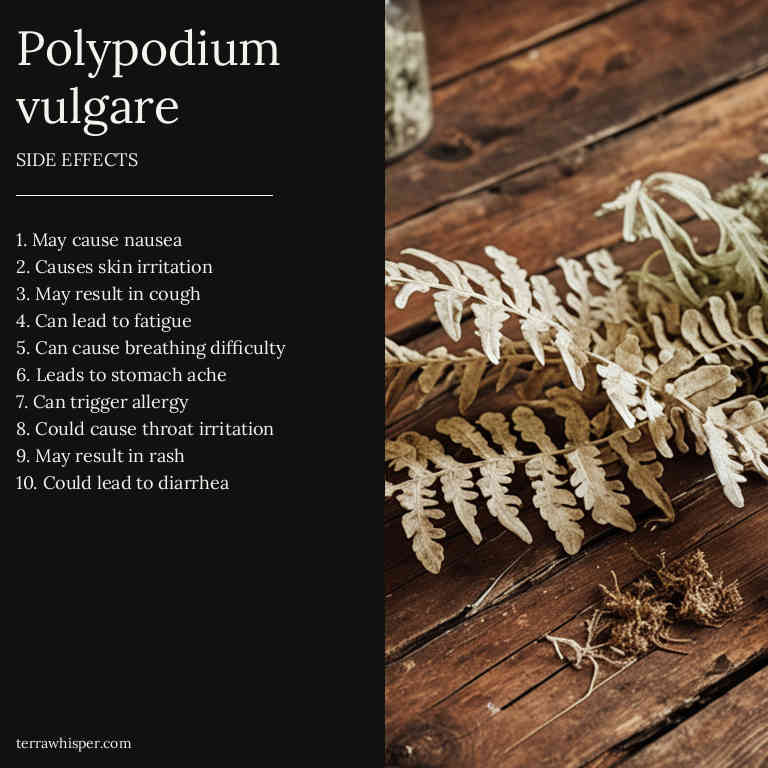 Polypodium
vulgare
SIDE EFFECTS
1. May cause nausea
2. Causes skin irritation
3. May result in cough
4. Can lead to fatigue
5. Can cause breathing difficulty
6. Leads to stomach ache
7. Can trigger allergy
8. Could cause throat irritation
9. May result in rash
10. Could lead to diarrhea
terrawhisper.com